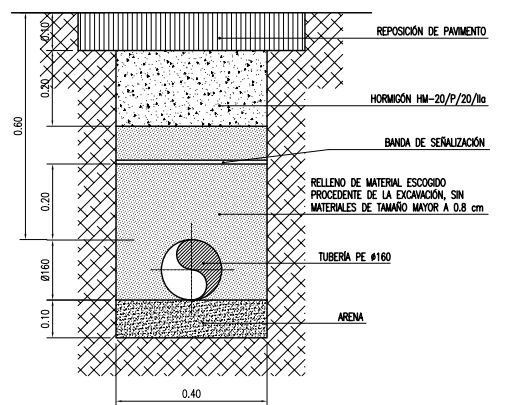 0.10
REPOSICIÓN DE PAVIMENTO
0.20
HORMIGÓN HM-20/P/20/IIa
0.60
BANDA DE SEÑALIZACIÓN
0.20
RELLENO DE MATERIAL ESCOGIDO
PROCEDENTE DE LA EXCAVACIÓN, SIN
MATERIALES DE TAMAÑO MAYOR A 0.8 cm
TUBERÍA PE ø160
Ø160
ARENA
0.10
0.40